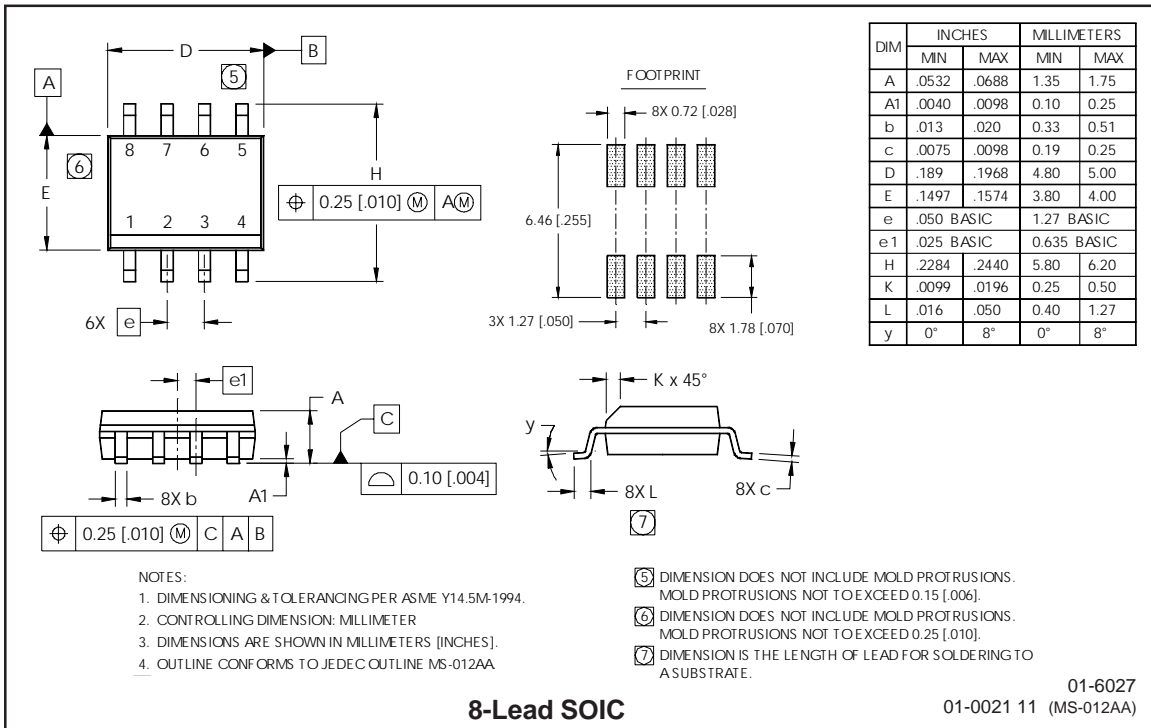 D
B
5
A
8 7 6 5
6
E
H
⌖ 0.25 [.010] Ⓜ AⓂ
1 2 3 4
6X e
FOOTPRINT
8X 0.72 [.028]
6.46 [.255]
3X 1.27 [.050]
8X 1.78 [.070]
DIM INCHES MILLIMETERS
MIN MAX MIN MAX
A .0532 .0688 1.35 1.75
A1 .0040 .0098 0.10 0.25
b .013 .020 0.33 0.51
c .0075 .0098 0.19 0.25
D .189 .1968 4.80 5.00
E .1497 .1574 3.80 4.00
e .050 BASIC 1.27 BASIC
e1 .025 BASIC 0.635 BASIC
H .2284 .2440 5.80 6.20
K .0099 .0196 0.25 0.50
L .016 .050 0.40 1.27
y 0° 8° 0° 8°
e1
A
C
⌓ 0.10 [.004]
8X b
A1
⌖ 0.25 [.010] Ⓜ C A B
K x 45°
y
8X L
8X c
7
NOTES:
1. DIMENSIONING & TOLERANCING PER ASME Y14.5M-1994.
2. CONTROLLING DIMENSION: MILLIMETER
3. DIMENSIONS ARE SHOWN IN MILLIMETERS [INCHES].
4. OUTLINE CONFORMS TO JEDEC OUTLINE MS-012AA.
5 DIMENSION DOES NOT INCLUDE MOLD PROTRUSIONS.
MOLD PROTRUSIONS NOT TO EXCEED 0.15 [.006].
6 DIMENSION DOES NOT INCLUDE MOLD PROTRUSIONS.
MOLD PROTRUSIONS NOT TO EXCEED 0.25 [.010].
7 DIMENSION IS THE LENGTH OF LEAD FOR SOLDERING TO
A SUBSTRATE.
8-Lead SOIC
01-6027
01-0021 11 (MS-012AA)